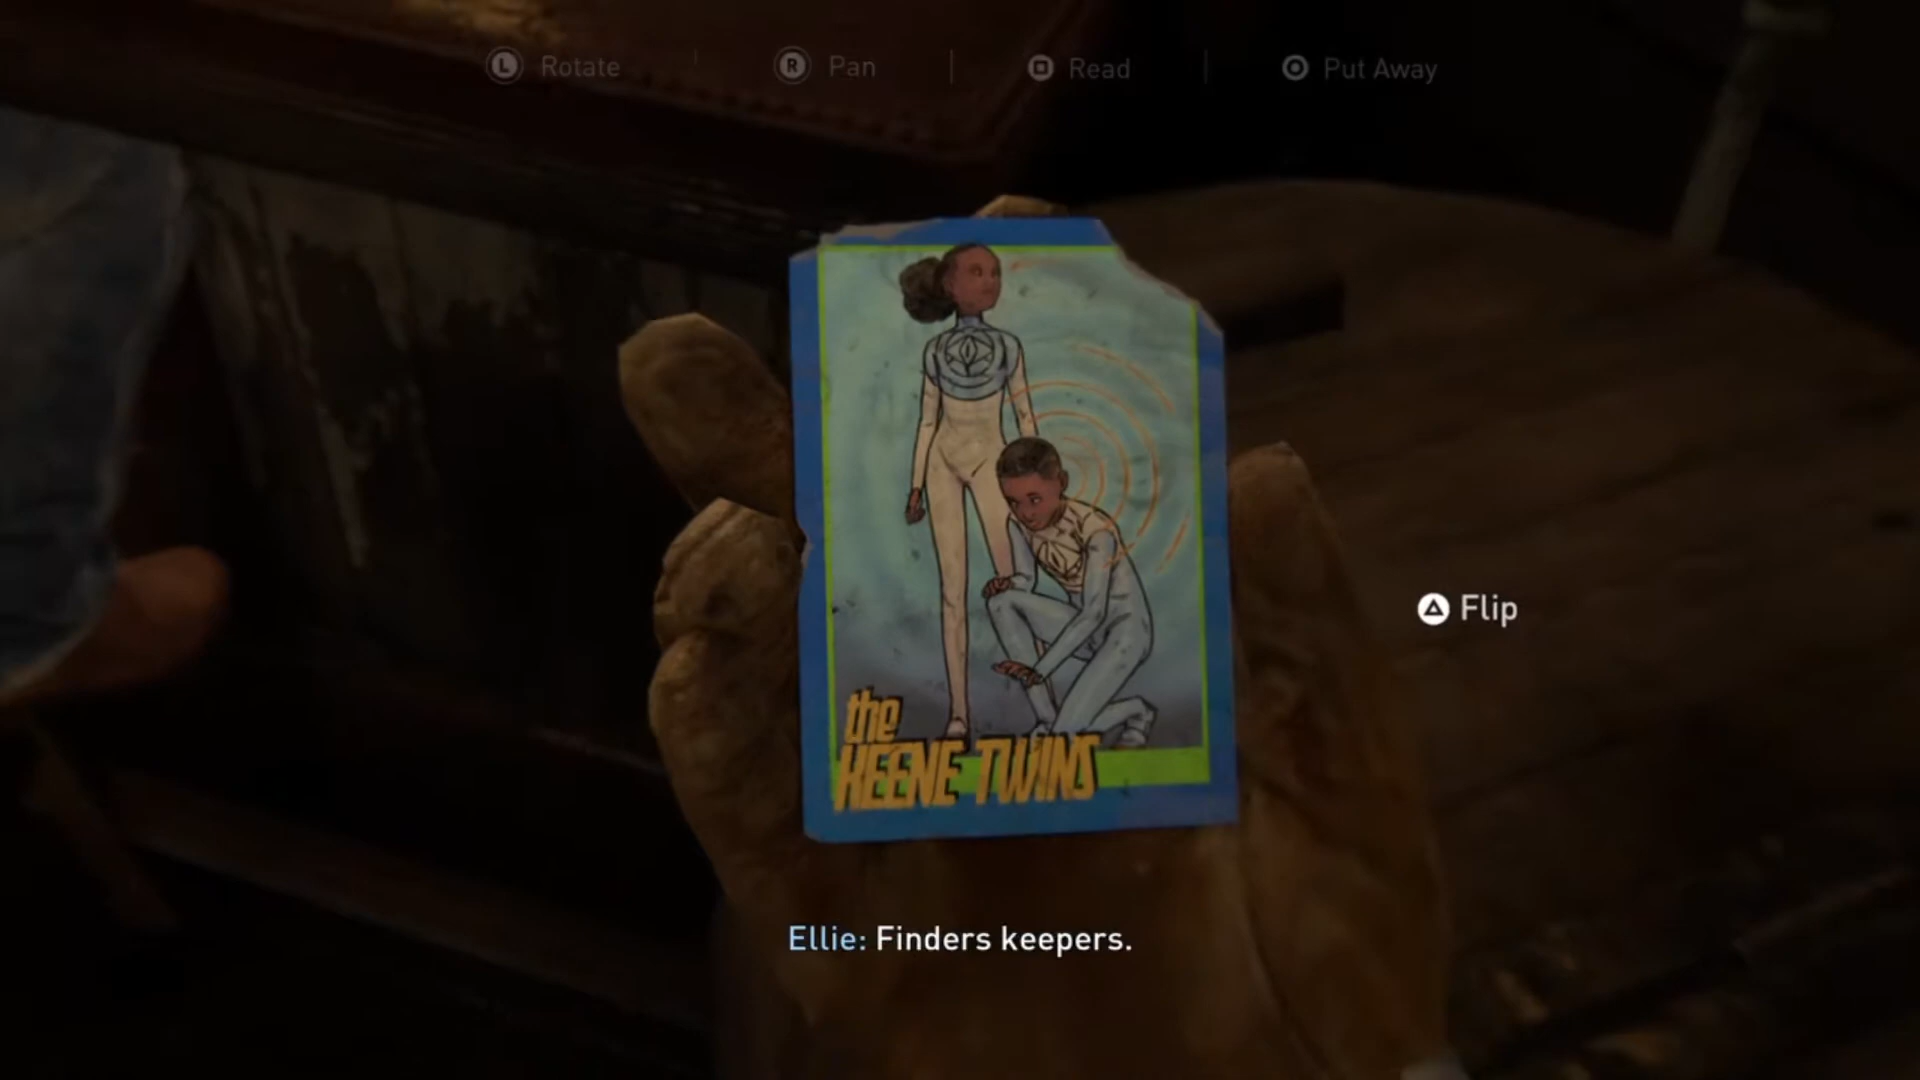 L Rotate
R Pan
Read
Put Away
Flip
the
KEENE TWINS
Ellie: Finders keepers.